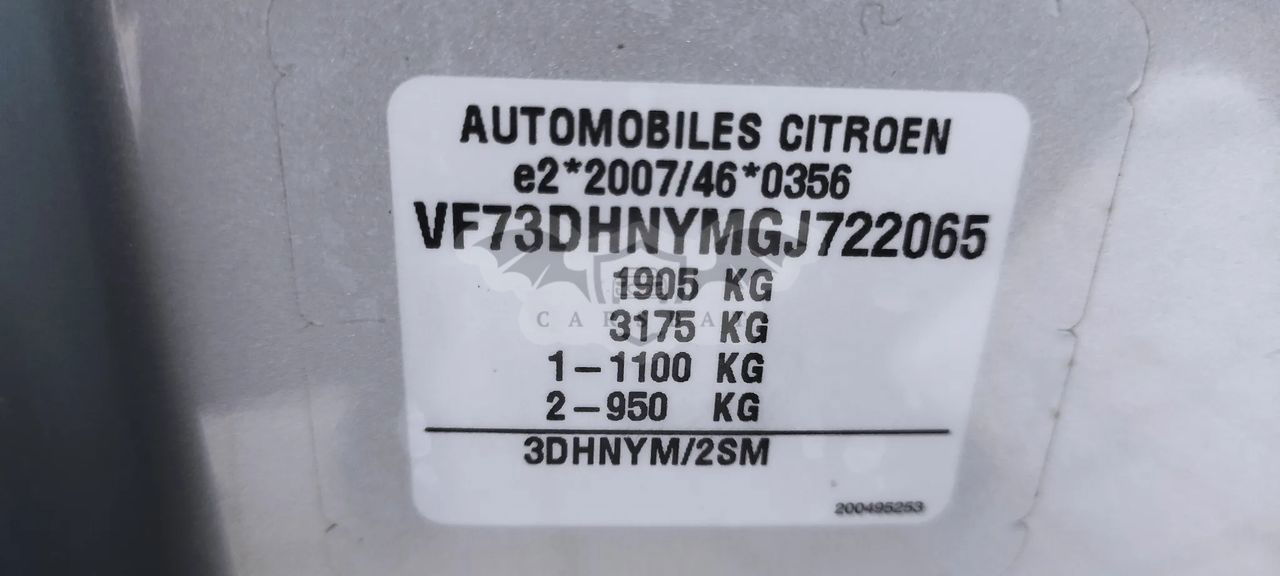 AUTOMOBILES CITROEN
e2*2007/46*0356
VF73DHNYMGJ722065
1905 KG
3175 KG
1-1100 KG
2-950 KG
3DHNYM/2SM
200495253